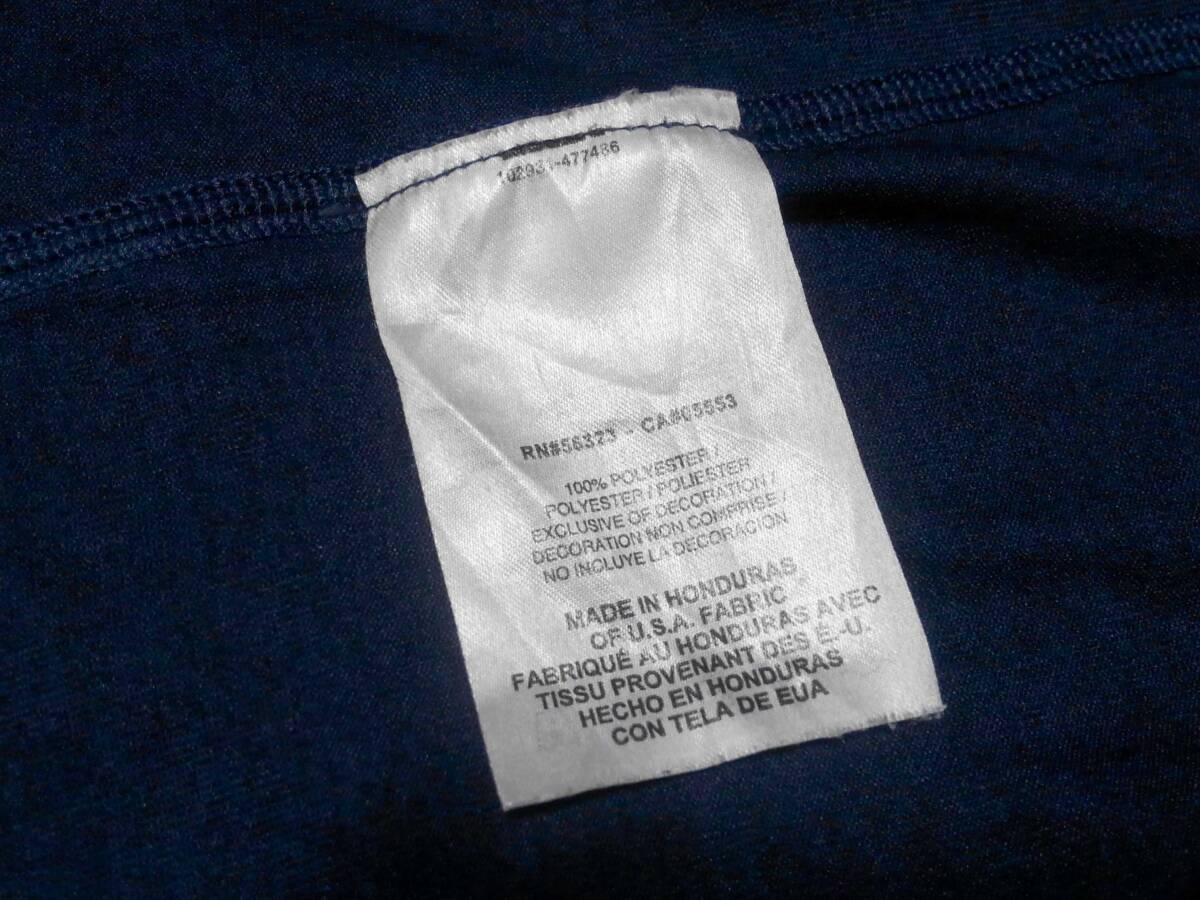 RN#56323 - CA#05553
100% POLYESTER /
POLYESTER / POLIESTER
EXCLUSIVE OF DECORATION /
DECORATION NON COMPRISE /
NO INCLUYE LA DECORACION
MADE IN HONDURAS
OF U.S.A. FABRIC
FABRIQUÉ AU HONDURAS AVEC
TISSU PROVENANT DES É.-U.
HECHO EN HONDURAS
CON TELA DE EUA